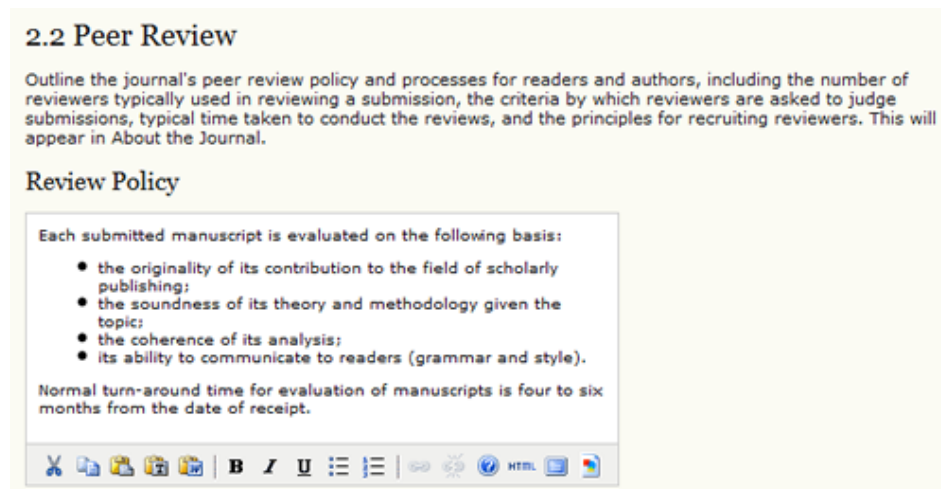 2.2 Peer Review
Outline the journal's peer review policy and processes for readers and authors, including the number of
reviewers typically used in reviewing a submission, the criteria by which reviewers are asked to judge
submissions, typical time taken to conduct the reviews, and the principles for recruiting reviewers. This will
appear in About the Journal.
Review Policy
Each submitted manuscript is evaluated on the following basis:
• the originality of its contribution to the field of scholarly
publishing;
• the soundness of its theory and methodology given the
topic;
• the coherence of its analysis;
• its ability to communicate to readers (grammar and style).
Normal turn-around time for evaluation of manuscripts is four to six
months from the date of receipt.
B I U HTML